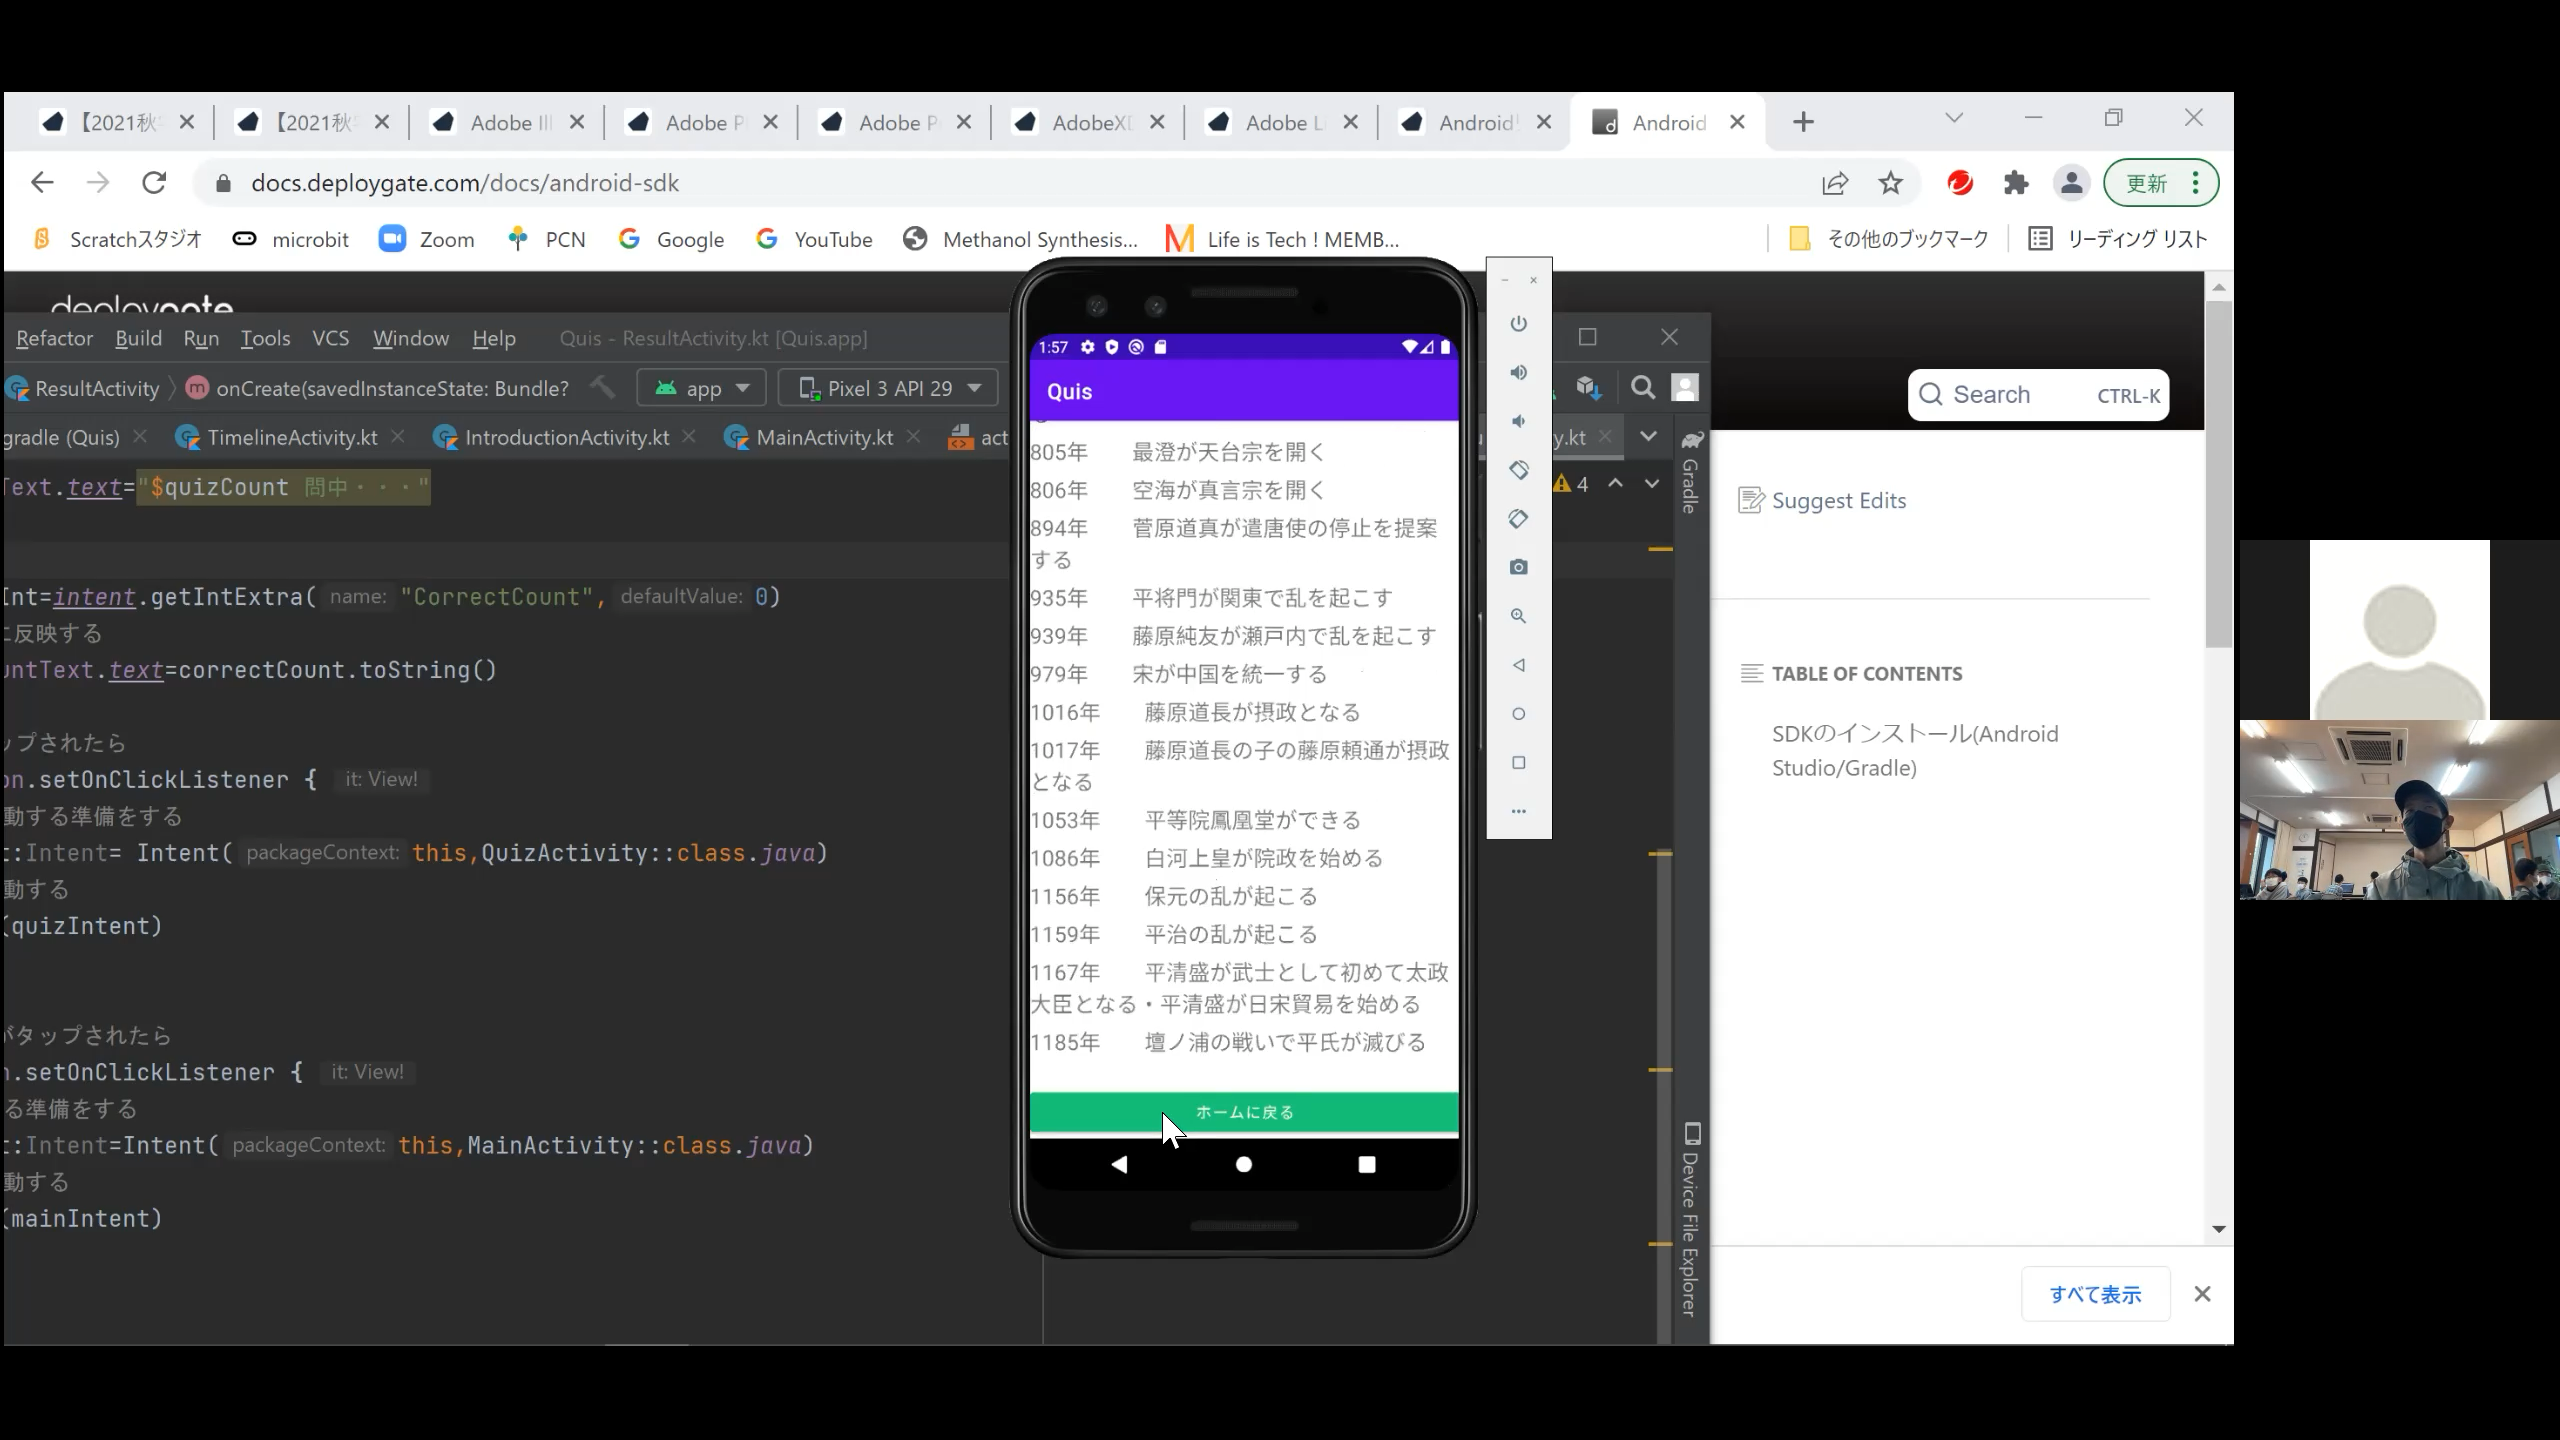 【2021秋
【2021秋
Adobe Ill
Adobe P
Adobe P
AdobeXD
Adobe Li
Android
Android
docs.deploygate.com/docs/android-sdk
更新
Scratchスタジオ
microbit
Zoom
PCN
Google
YouTube
Methanol Synthesis...
Life is Tech ! MEMB...
その他のブックマーク
リーディング リスト
deploygate
Refactor Build Run Tools VCS Window Help Quis - ResultActivity.kt [Quis.app]
ResultActivity onCreate(savedInstanceState: Bundle? app Pixel 3 API 29
gradle (Quis) TimelineActivity.kt IntroductionActivity.kt MainActivity.kt act
y.kt
Text.text="$quizCount 問中・・・"
4
Int=intent.getIntExtra( name: "CorrectCount", defaultValue: 0)
に反映する
untText.text=correctCount.toString()
ップされたら
on.setOnClickListener { it: View!
動する準備をする
t:Intent= Intent( packageContext: this,QuizActivity::class.java)
動する
(quizIntent)
がタップされたら
n.setOnClickListener { it: View!
る準備をする
t:Intent=Intent( packageContext: this,MainActivity::class.java)
動する
(mainIntent)
Gradle
Device File Explorer
1:57
Quis
805年 最澄が天台宗を開く
806年 空海が真言宗を開く
894年 菅原道真が遣唐使の停止を提案
する
935年 平将門が関東で乱を起こす
939年 藤原純友が瀬戸内で乱を起こす
979年 宋が中国を統一する
1016年 藤原道長が摂政となる
1017年 藤原道長の子の藤原頼通が摂政
となる
1053年 平等院鳳凰堂ができる
1086年 白河上皇が院政を始める
1156年 保元の乱が起こる
1159年 平治の乱が起こる
1167年 平清盛が武士として初めて太政
大臣となる・平清盛が日宋貿易を始める
1185年 壇ノ浦の戦いで平氏が滅びる
ホームに戻る
Search CTRL-K
Suggest Edits
TABLE OF CONTENTS
SDKのインストール(Android
Studio/Gradle)
すべて表示